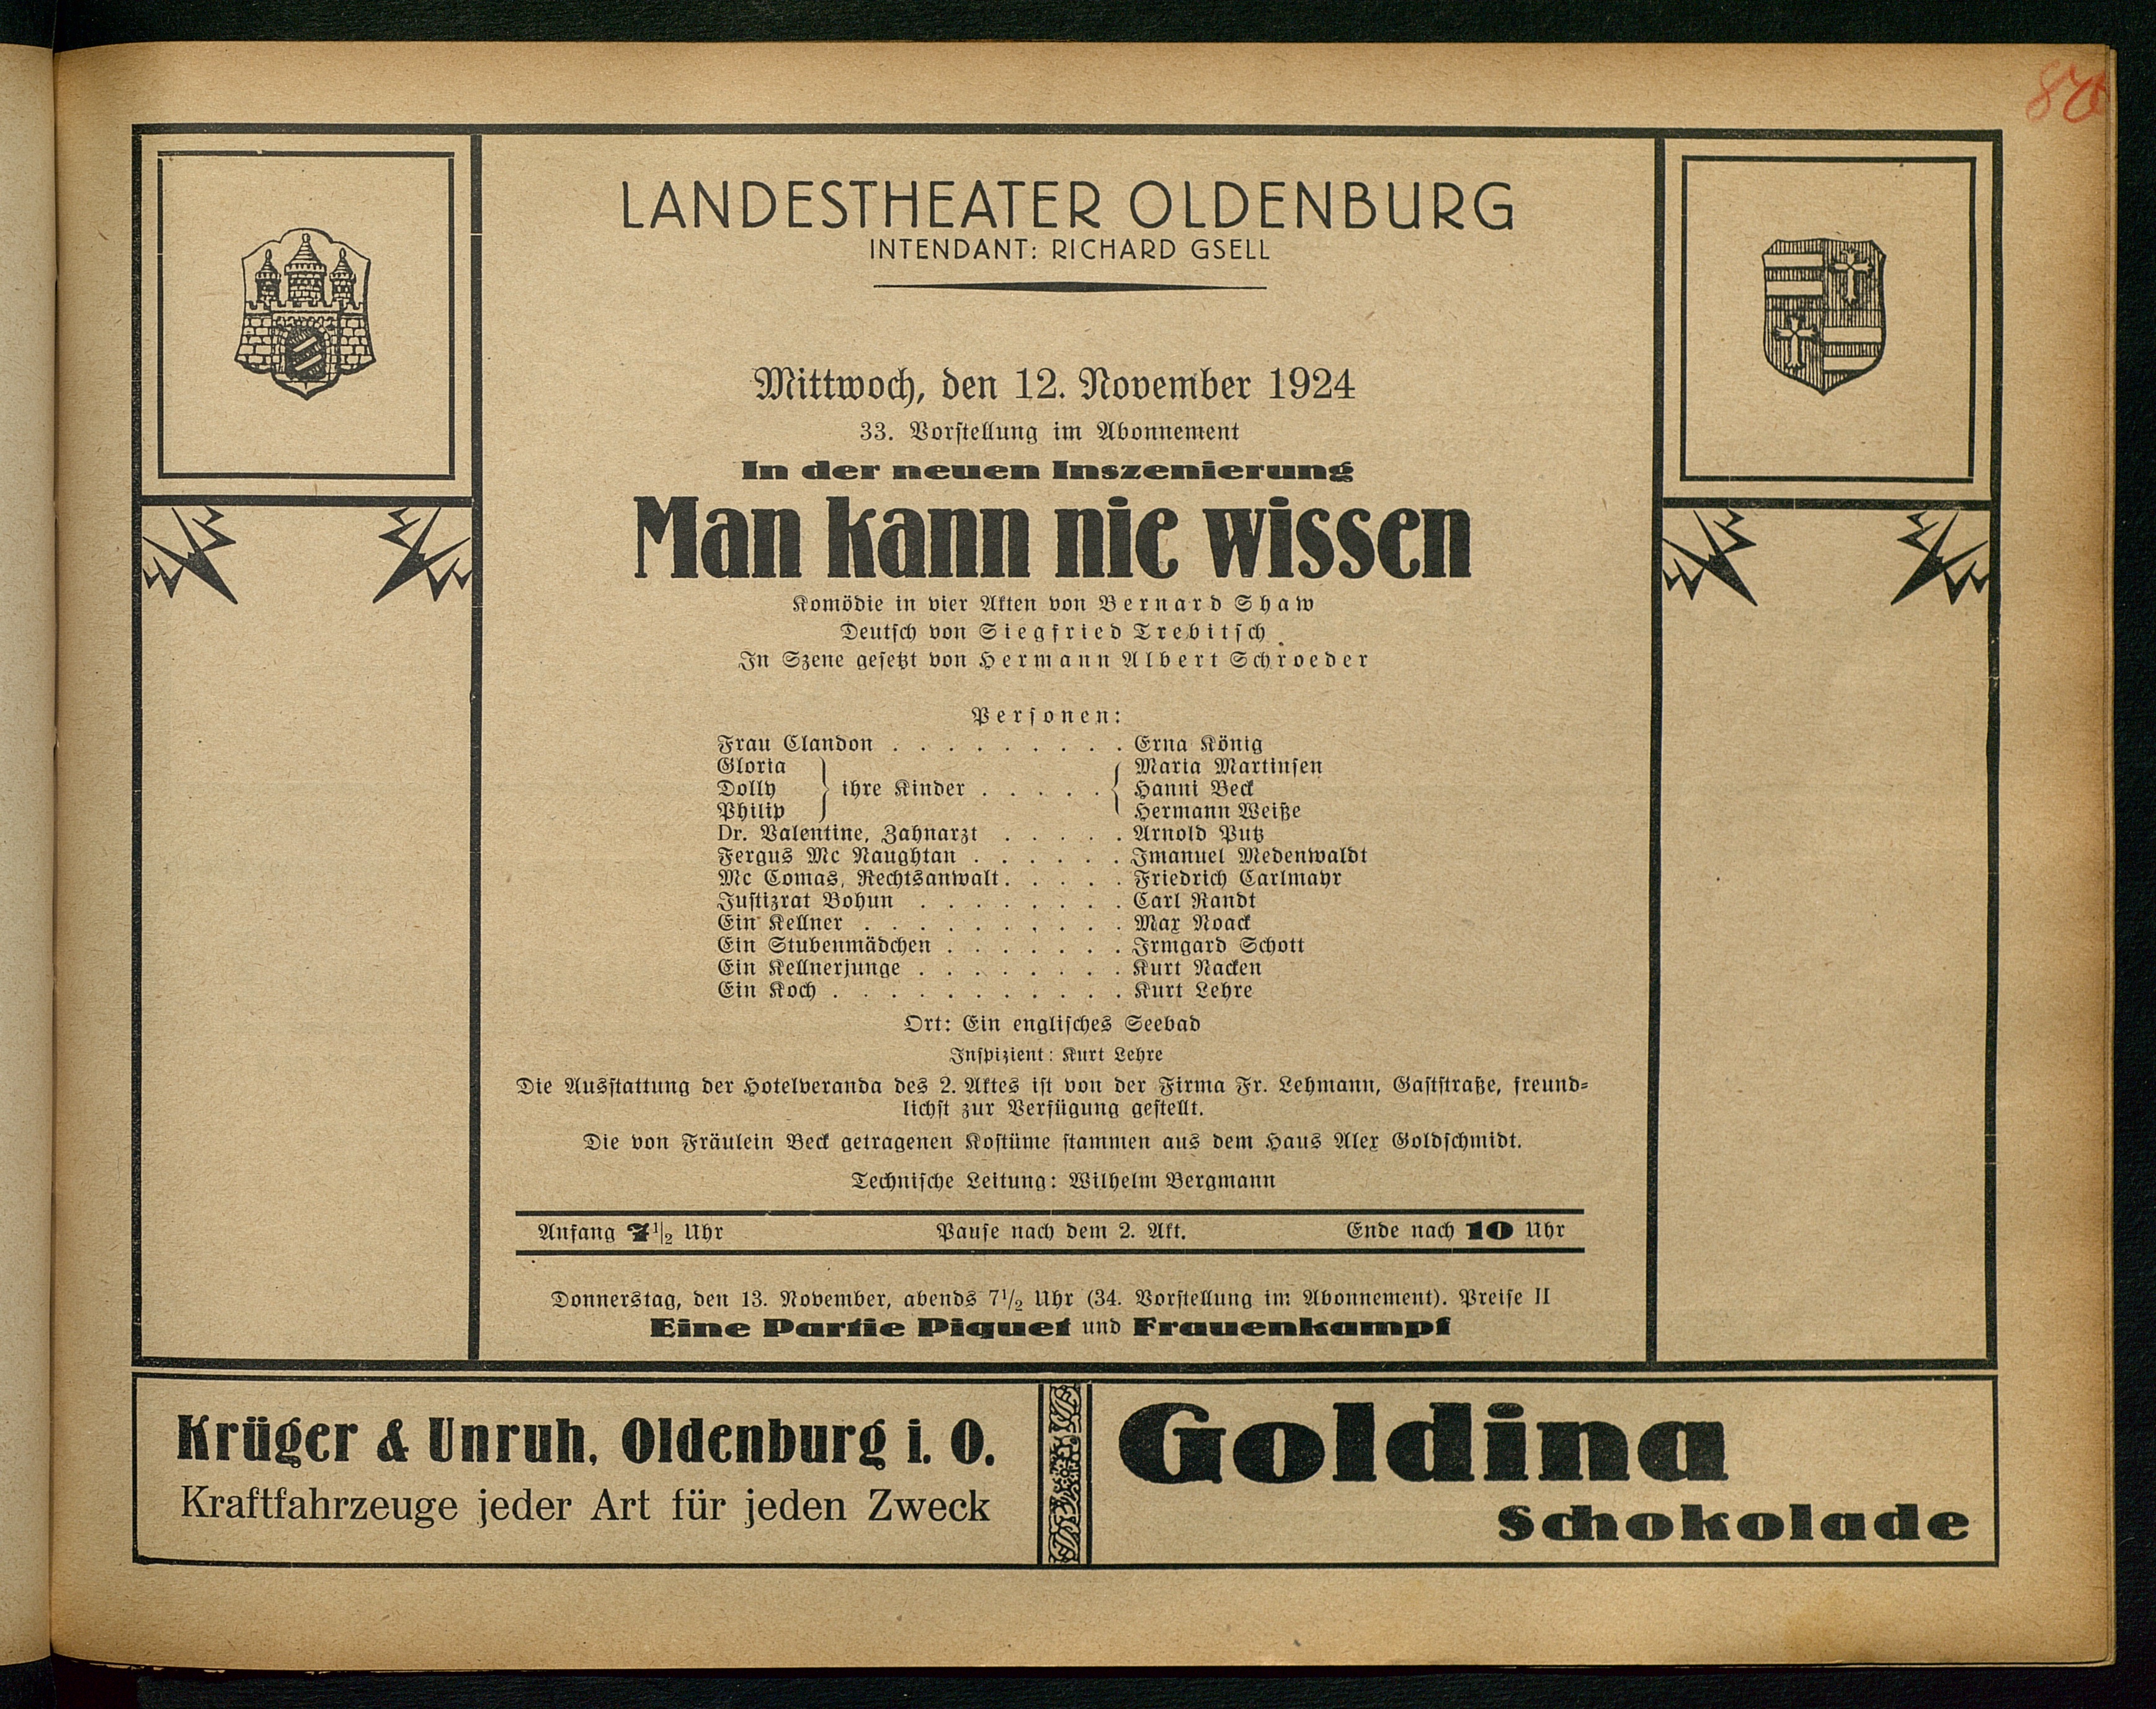 LANDESTHEATER OLDENBURG
INTENDANT: RICHARD GSELL
Mittwoch, den 12. November 1924
33. Vorstellung im Abonnement
In der neuen Inszenierung
Man kann nie wissen
Komödie in vier Akten von Bernard Shaw
Deutsch von Siegfried Trebitsch
In Szene gesetzt von Hermann Albert Schroeder
Personen:
Frau Clandon . . . . . . . . . Erna König
Gloria Maria Martinsen
Dolly } ihre Kinder . . . . . { Hanni Beck
Philip Hermann Weiße
Dr. Valentine, Zahnarzt . . . . . Arnold Putz
Fergus Mc Naughtan . . . . . . Imanuel Medenwaldt
Mc Comas, Rechtsanwalt . . . . . Friedrich Carlmayr
Justizrat Bohun . . . . . . . . Carl Randt
Ein Kellner . . . . . . . . . . Max Noack
Ein Stubenmädchen . . . . . . . Irmgard Schott
Ein Kellnerjunge . . . . . . . . Kurt Nacken
Ein Koch . . . . . . . . . . . Kurt Lehre
Ort: Ein englisches Seebad
Inspizient: Kurt Lehre
Die Ausstattung der Hotelveranda des 2. Aktes ist von der Firma Fr. Lehmann, Gaststraße, freund-
lichst zur Verfügung gestellt.
Die von Fräulein Beck getragenen Kostüme stammen aus dem Haus Alex Goldschmidt.
Technische Leitung: Wilhelm Bergmann
Anfang 7 1/2 Uhr Pause nach dem 2. Akt. Ende nach 10 Uhr
Donnerstag, den 13. November, abends 7 1/2 Uhr (34. Vorstellung im Abonnement). Preise II
Eine Partie Piquet und Frauenkampf
Krüger & Unruh, Oldenburg i. O.
Kraftfahrzeuge jeder Art für jeden Zweck
Goldina
Schokolade